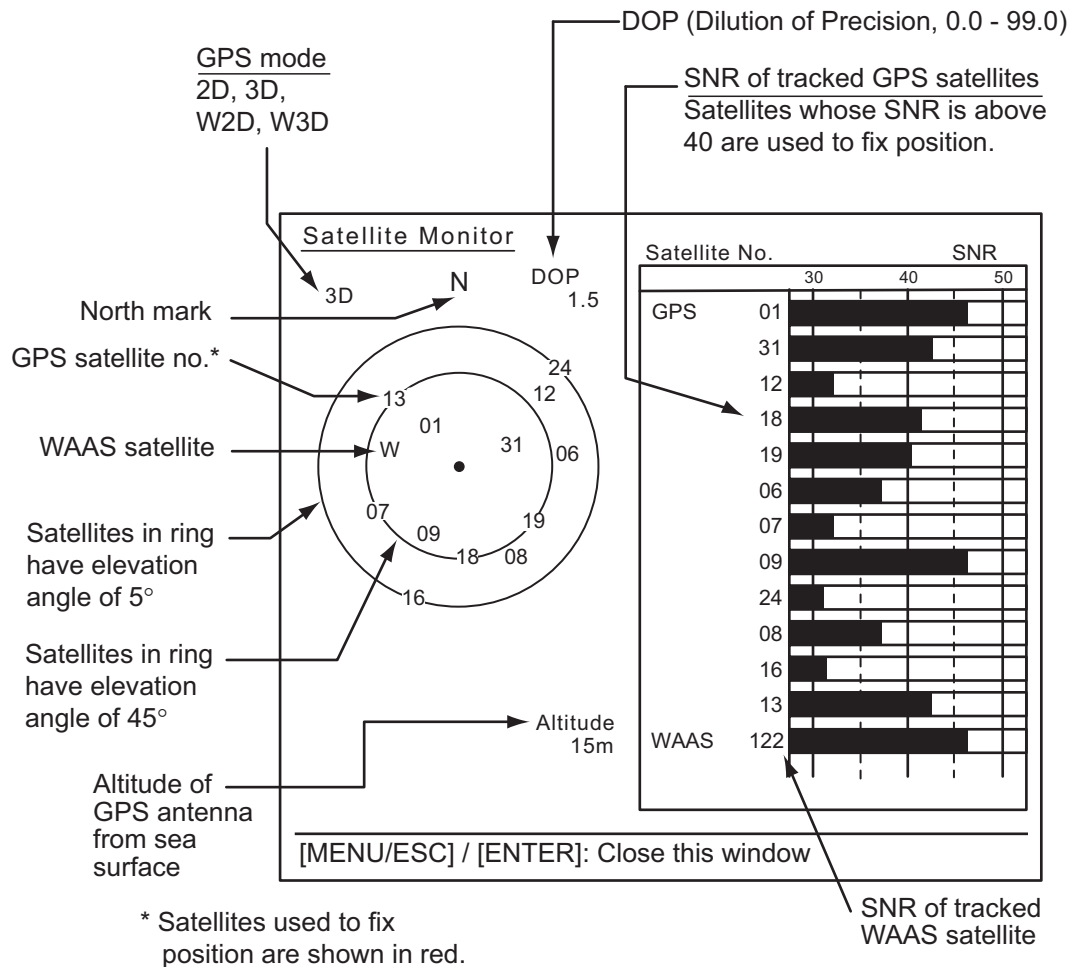 DOP (Dilution of Precision, 0.0 - 99.0)
GPS mode
2D, 3D,
W2D, W3D
SNR of tracked GPS satellites
Satellites whose SNR is above
40 are used to fix position.
Satellite Monitor
3D
N
DOP
1.5
North mark
GPS satellite no.*
WAAS satellite
Satellites in ring
have elevation
angle of 5°
Satellites in ring
have elevation
angle of 45°
Altitude of
GPS antenna
from sea
surface
24
13
12
01
31
W
06
07
19
09
18
08
16
Altitude
15m
Satellite No. SNR
30 40 50
GPS 01
31
12
18
19
06
07
09
24
08
16
13
WAAS 122
[MENU/ESC] / [ENTER]: Close this window
SNR of tracked
WAAS satellite
* Satellites used to fix
position are shown in red.